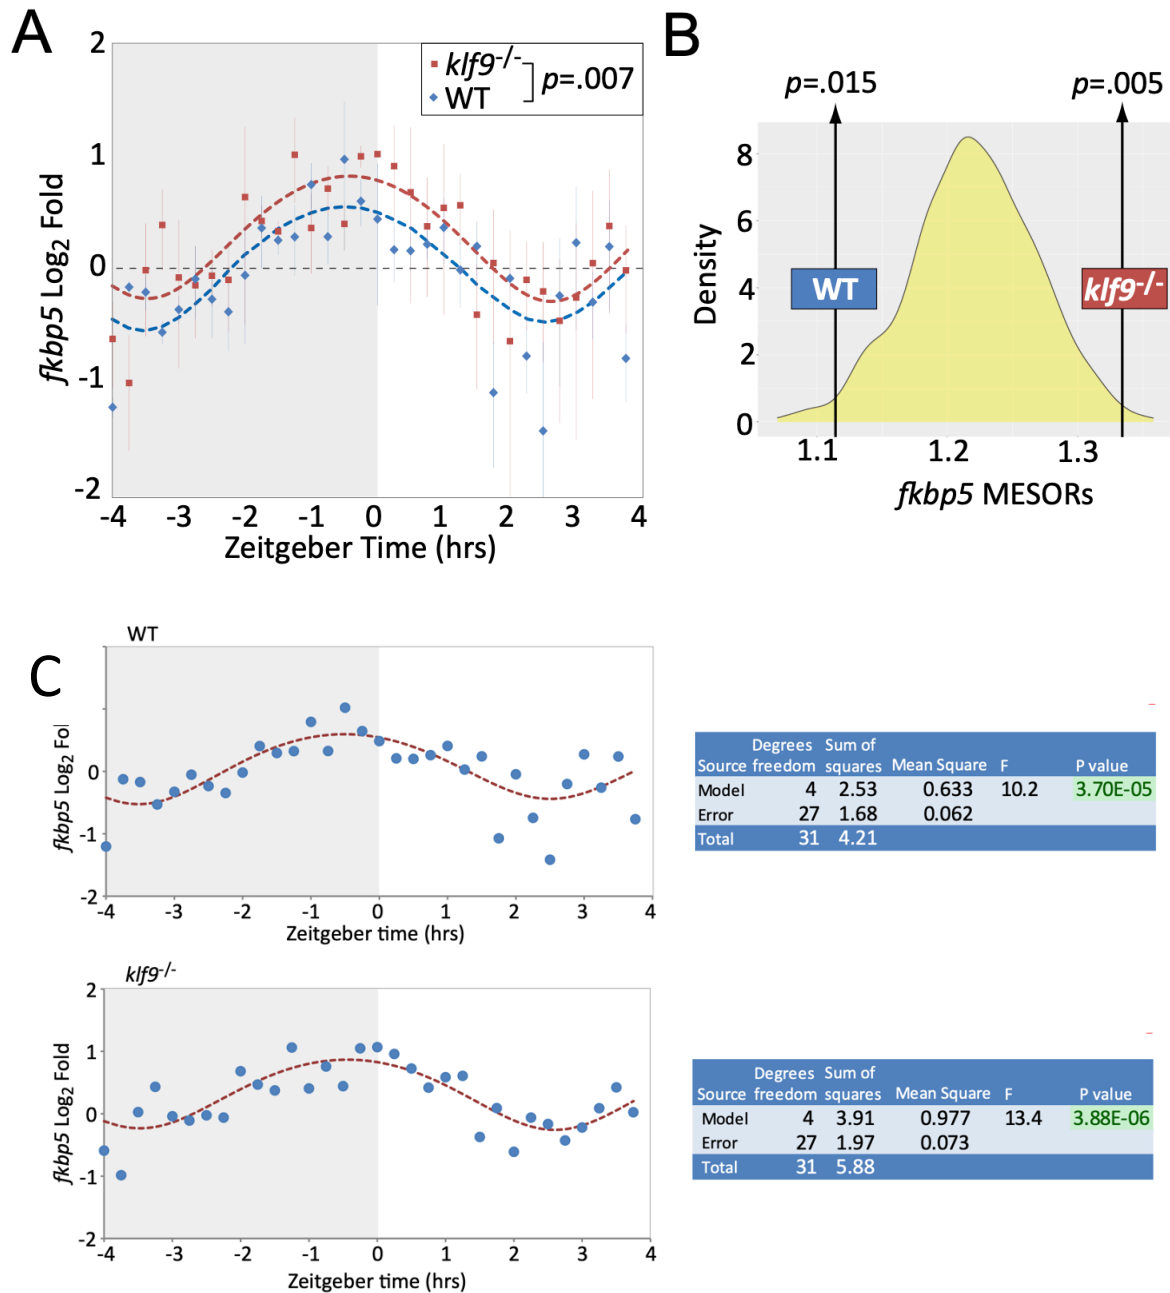 A
2
1
0
-1
-2
fkbp5 Log2 Fold
klf9-/-
WT
p=.007
-4 -3 -2 -1 0 1 2 3 4
Zeitgeber Time (hrs)
B
p=.015 p=.005
8
6
4
2
0
Density
WT
klf9-/-
1.1 1.2 1.3
fkbp5 MESORs
C
WT
fkbp5 Log2 Fol
0
-1
-2
-4 -3 -2 -1 0 1 2 3 4
Zeitgeber time (hrs)
Degrees Sum of
Source freedom squares Mean Square F P value
Model 4 2.53 0.633 10.2 3.70E-05
Error 27 1.68 0.062
Total 31 4.21
klf9-/-
fkbp5 Log2 Fold
2
1
0
-1
-2
-4 -3 -2 -1 0 1 2 3 4
Zeitgeber time (hrs)
Degrees Sum of
Source freedom squares Mean Square F P value
Model 4 3.91 0.977 13.4 3.88E-06
Error 27 1.97 0.073
Total 31 5.88